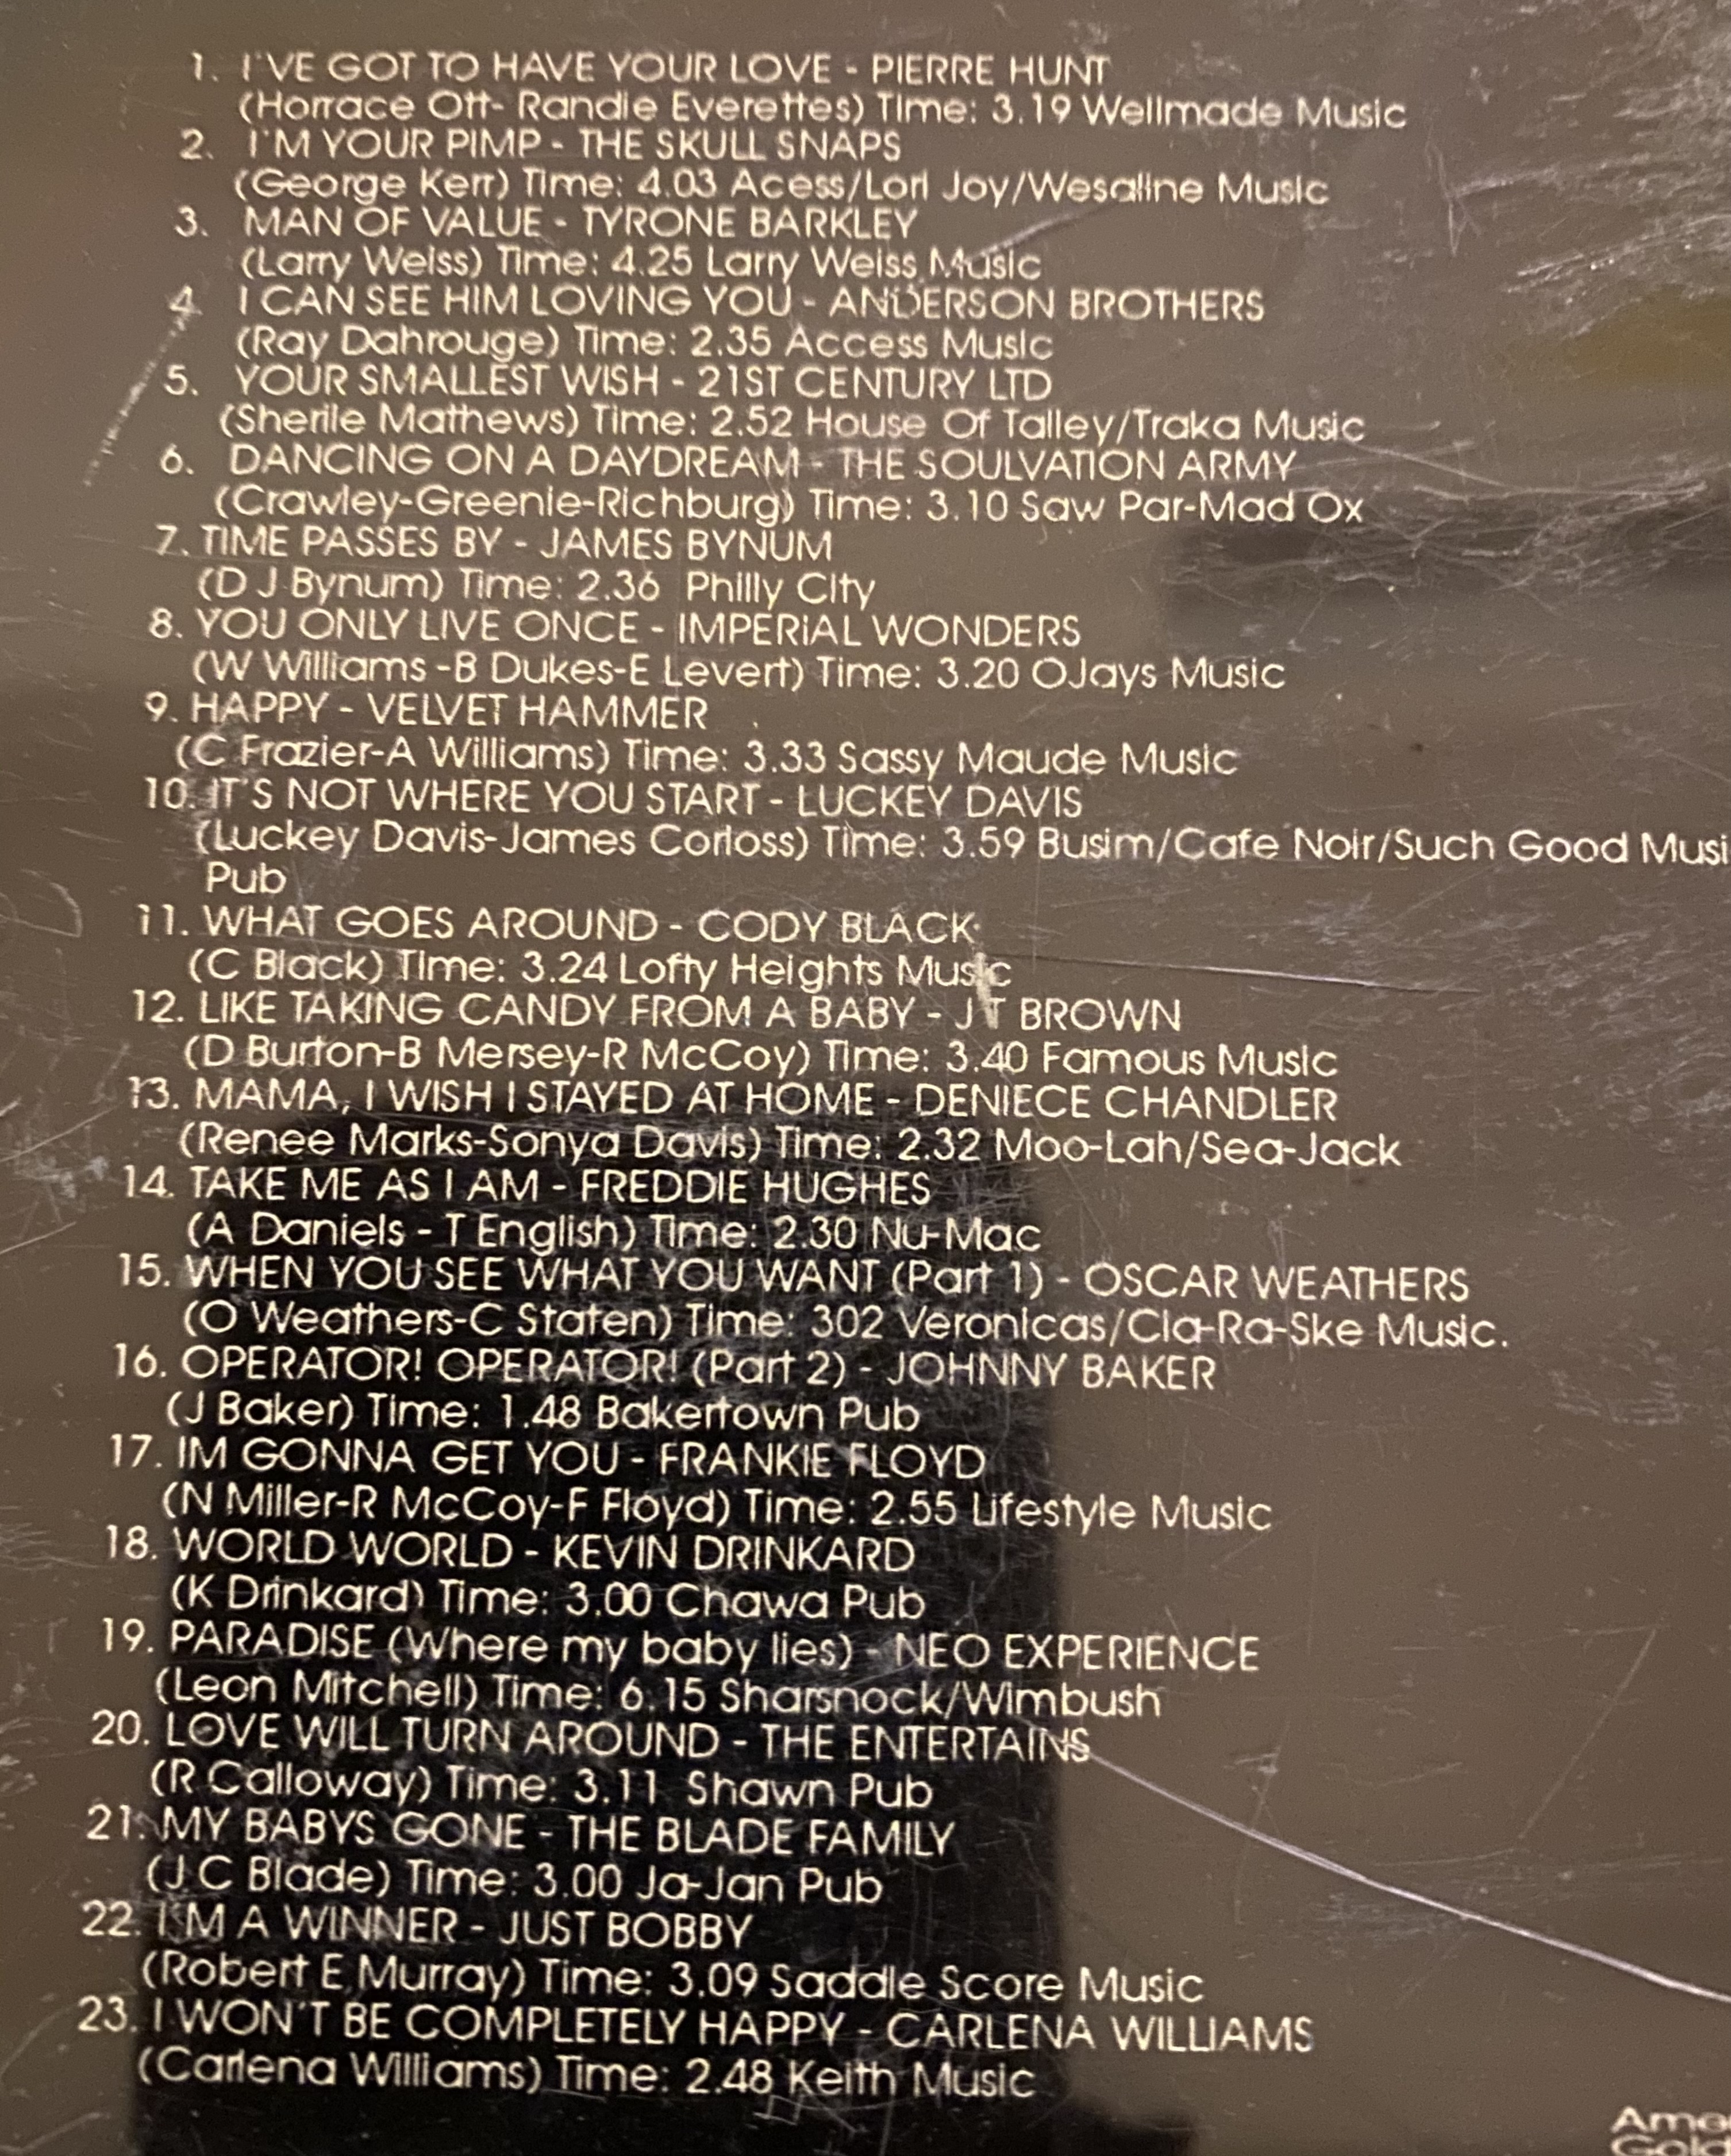 1. I'VE GOT TO HAVE YOUR LOVE - PIERRE HUNT
(Horrace Ott- Randie Everettes) Time: 3.19 Wellmade Music
2. I'M YOUR PIMP - THE SKULL SNAPS
(George Kerr) Time: 4.03 Acess/Lori Joy/Wesaline Music
3. MAN OF VALUE - TYRONE BARKLEY
(Larry Weiss) Time: 4.25 Larry Weiss Music
4. I CAN SEE HIM LOVING YOU - ANDERSON BROTHERS
(Ray Dahrouge) Time: 2.35 Access Music
5. YOUR SMALLEST WISH - 21ST CENTURY LTD
(Sherile Mathews) Time: 2.52 House Of Talley/Traka Music
6. DANCING ON A DAYDREAM - THE SOULVATION ARMY
(Crawley-Greenie-Richburg) Time: 3.10 Saw Par-Mad Ox
7. TIME PASSES BY - JAMES BYNUM
(D J Bynum) Time: 2.36 Philly City
8. YOU ONLY LIVE ONCE - IMPERiAL WONDERS
(W Williams -B Dukes-E Levert) Time: 3.20 OJays Music
9. HAPPY - VELVET HAMMER
(C Frazier-A Williams) Time: 3.33 Sassy Maude Music
10. IT'S NOT WHERE YOU START - LUCKEY DAVIS
(Luckey Davis-James Corloss) Time: 3.59 Busim/Cafe Noir/Such Good Musi
Pub
11. WHAT GOES AROUND - CODY BLACK
(C Black) Time: 3.24 Lofty Heights Music
12. LIKE TAKING CANDY FROM A BABY - J T BROWN
(D Burton-B Mersey-R McCoy) Time: 3.40 Famous Music
13. MAMA, I WISH I STAYED AT HOME - DENIECE CHANDLER
(Renee Marks-Sonya Davis) Time: 2.32 Moo-Lah/Sea-Jack
14. TAKE ME AS I AM - FREDDIE HUGHES
(A Daniels - T English) Time: 2.30 Nu-Mac
15. WHEN YOU SEE WHAT YOU WANT (Part 1) - OSCAR WEATHERS
(O Weathers-C Staten) Time: 302 Veronicas/Cla-Ra-Ske Music.
16. OPERATOR! OPERATOR! (Part 2) - JOHNNY BAKER
(J Baker) Time: 1.48 Bakertown Pub
17. IM GONNA GET YOU - FRANKIE FLOYD
(N Miller-R McCoy-F Floyd) Time: 2.55 Lifestyle Music
18. WORLD WORLD - KEVIN DRINKARD
(K Drinkard) Time: 3.00 Chawa Pub
19. PARADISE (Where my baby lies) - NEO EXPERIENCE
(Leon Mitchell) Time: 6.15 Sharsnock/Wimbush
20. LOVE WILL TURN AROUND - THE ENTERTAINS
(R Calloway) Time: 3.11 Shawn Pub
21. MY BABYS GONE - THE BLADE FAMILY
(J C Blade) Time: 3.00 Ja-Jan Pub
22. I'M A WINNER - JUST BOBBY
(Robert E Murray) Time: 3.09 Saddle Score Music
23. I WON'T BE COMPLETELY HAPPY - CARLENA WILLIAMS
(Carlena Williams) Time: 2.48 Keith Music